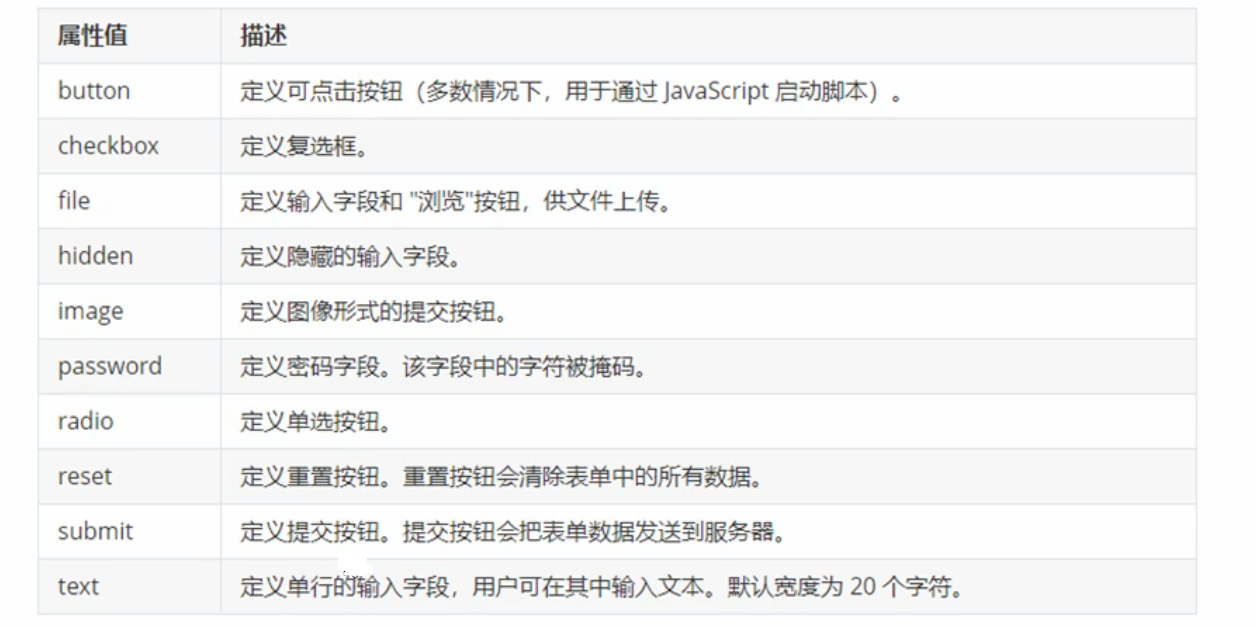 属性值 描述
button 定义可点击按钮（多数情况下，用于通过 JavaScript 启动脚本）。
checkbox 定义复选框。
file 定义输入字段和 "浏览"按钮，供文件上传。
hidden 定义隐藏的输入字段。
image 定义图像形式的提交按钮。
password 定义密码字段。该字段中的字符被掩码。
radio 定义单选按钮。
reset 定义重置按钮。重置按钮会清除表单中的所有数据。
submit 定义提交按钮。提交按钮会把表单数据发送到服务器。
text 定义单行的输入字段，用户可在其中输入文本。默认宽度为 20 个字符。